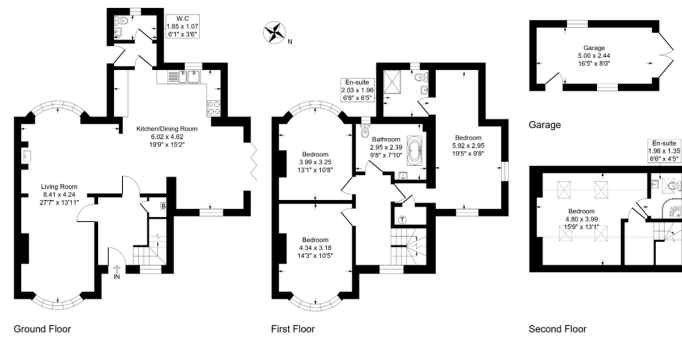 W.C
1.85 x 1.07
6'1" x 3'6"
N
Kitchen/Dining Room
6.02 x 4.62
19'9" x 15'2"
Living Room
8.41 x 4.24
27'7" x 13'11"
B
IN
Ground Floor
En-suite
2.03 x 1.96
6'8" x 6'5"
Bathroom
2.95 x 2.39
9'8" x 7'10"
Bedroom
3.99 x 3.25
13'1" x 10'8"
Bedroom
5.92 x 2.95
19'5" x 9'8"
T
Bedroom
4.34 x 3.18
14'3" x 10'5"
First Floor
Garage
5.00 x 2.44
16'5" x 8'0"
Garage
En-suite
1.98 x 1.35
6'6" x 4'5"
Bedroom
4.80 x 3.99
15'9" x 13'1"
Second Floor